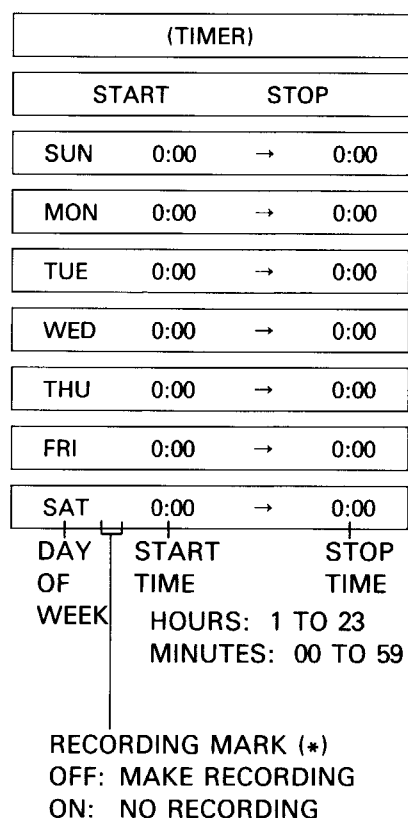 (TIMER)
START STOP
SUN 0:00 → 0:00
MON 0:00 → 0:00
TUE 0:00 → 0:00
WED 0:00 → 0:00
THU 0:00 → 0:00
FRI 0:00 → 0:00
SAT 0:00 → 0:00
DAY START STOP
OF TIME TIME
WEEK HOURS: 1 TO 23
MINUTES: 00 TO 59
RECORDING MARK (*)
OFF: MAKE RECORDING
ON: NO RECORDING